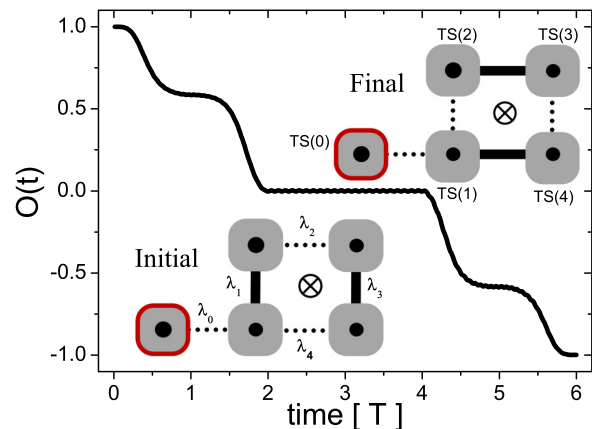 1.0
0.5
0.0
-0.5
-1.0
O(t)
0 1 2 3 4 5 6
time [ T ]
TS(2) TS(3)
Final
TS(0)
TS(1)
TS(4)
Initial
λ₂
λ₁ λ₃
λ₀
λ₄